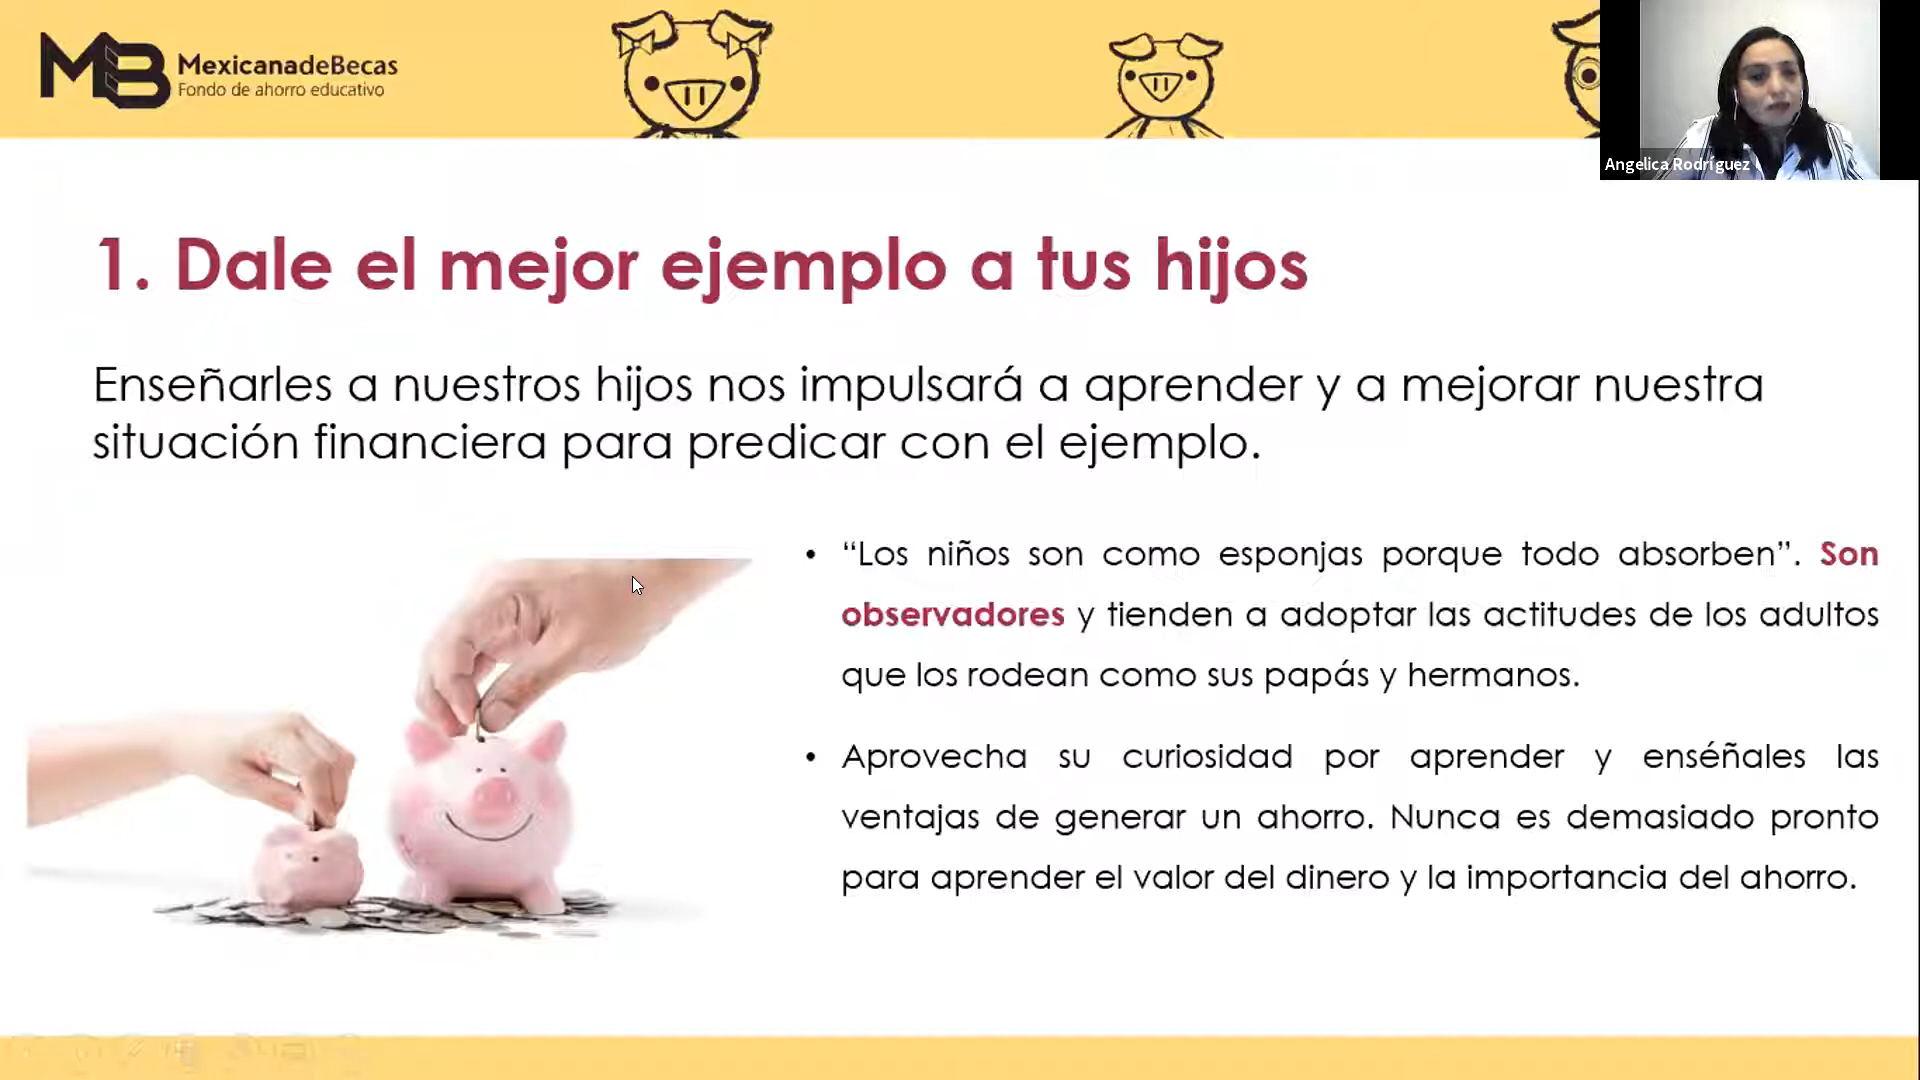 MB MexicanadeBecas
Fondo de ahorro educativo
Angelica Rodríguez
1. Dale el mejor ejemplo a tus hijos
Enseñarles a nuestros hijos nos impulsará a aprender y a mejorar nuestra
situación financiera para predicar con el ejemplo.
• “Los niños son como esponjas porque todo absorben”. Son
observadores y tienden a adoptar las actitudes de los adultos
que los rodean como sus papás y hermanos.
• Aprovecha su curiosidad por aprender y enséñales las
ventajas de generar un ahorro. Nunca es demasiado pronto
para aprender el valor del dinero y la importancia del ahorro.